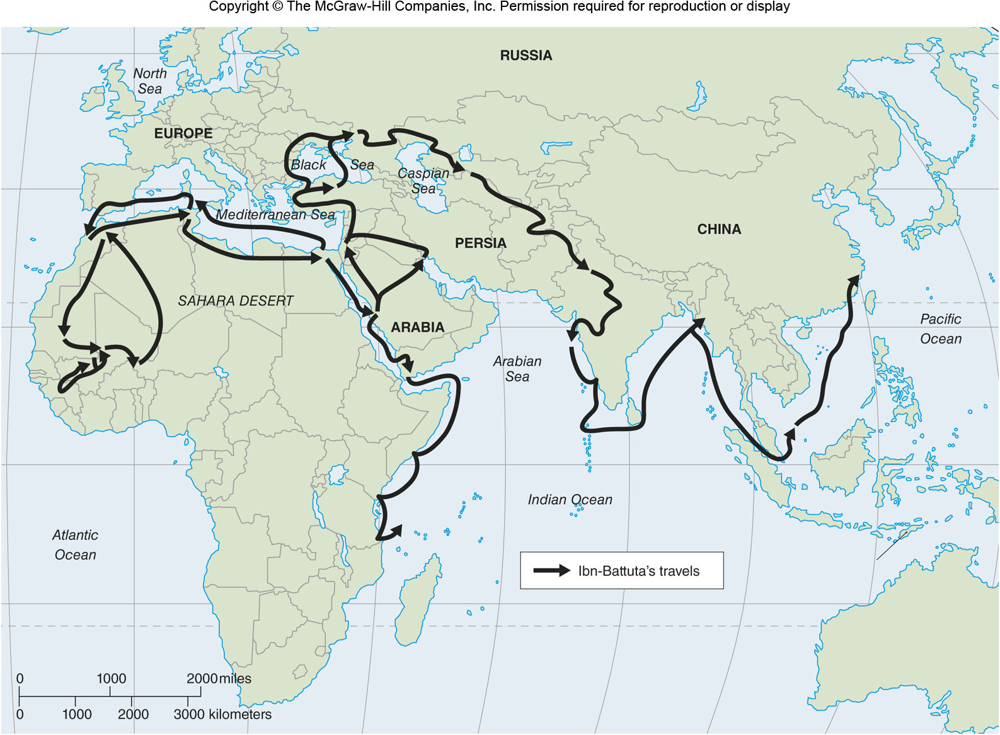 Copyright © The McGraw-Hill Companies, Inc. Permission required for reproduction or display
RUSSIA
North
Sea
EUROPE
Black Sea
Caspian
Sea
Mediterranean Sea
CHINA
PERSIA
SAHARA DESERT
ARABIA
Pacific
Ocean
Arabian
Sea
Indian Ocean
Atlantic
Ocean
Ibn-Battuta's travels
0 1000 2000 miles
0 1000 2000 3000 kilometers